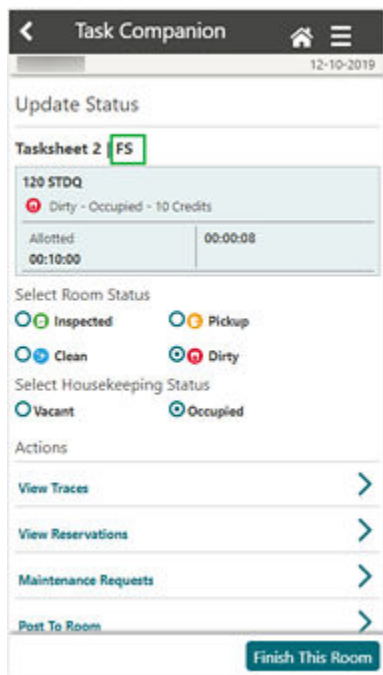 Task Companion
12-10-2019
Update Status
Tasksheet 2 | FS
120 STDQ
Dirty - Occupied - 10 Credits
Allotted 00:00:08
00:10:00
Select Room Status
Inspected Pickup
Clean Dirty
Select Housekeeping Status
Vacant Occupied
Actions
View Traces
View Reservations
Maintenance Requests
Post To Room
Finish This Room